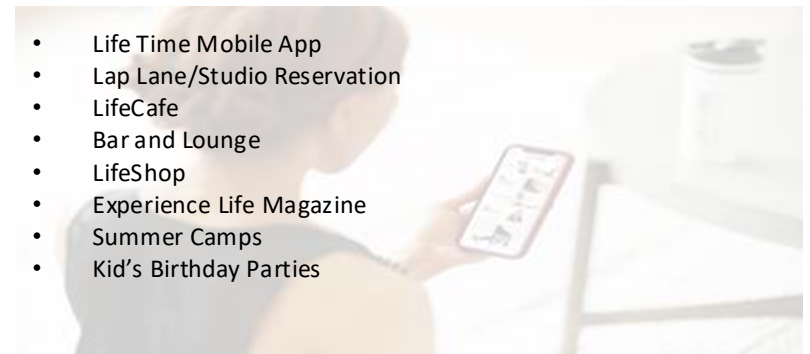 • Life Time Mobile App
• Lap Lane/Studio Reservation
• LifeCafe
• Bar and Lounge
• LifeShop
• Experience Life Magazine
• Summer Camps
• Kid’s Birthday Parties